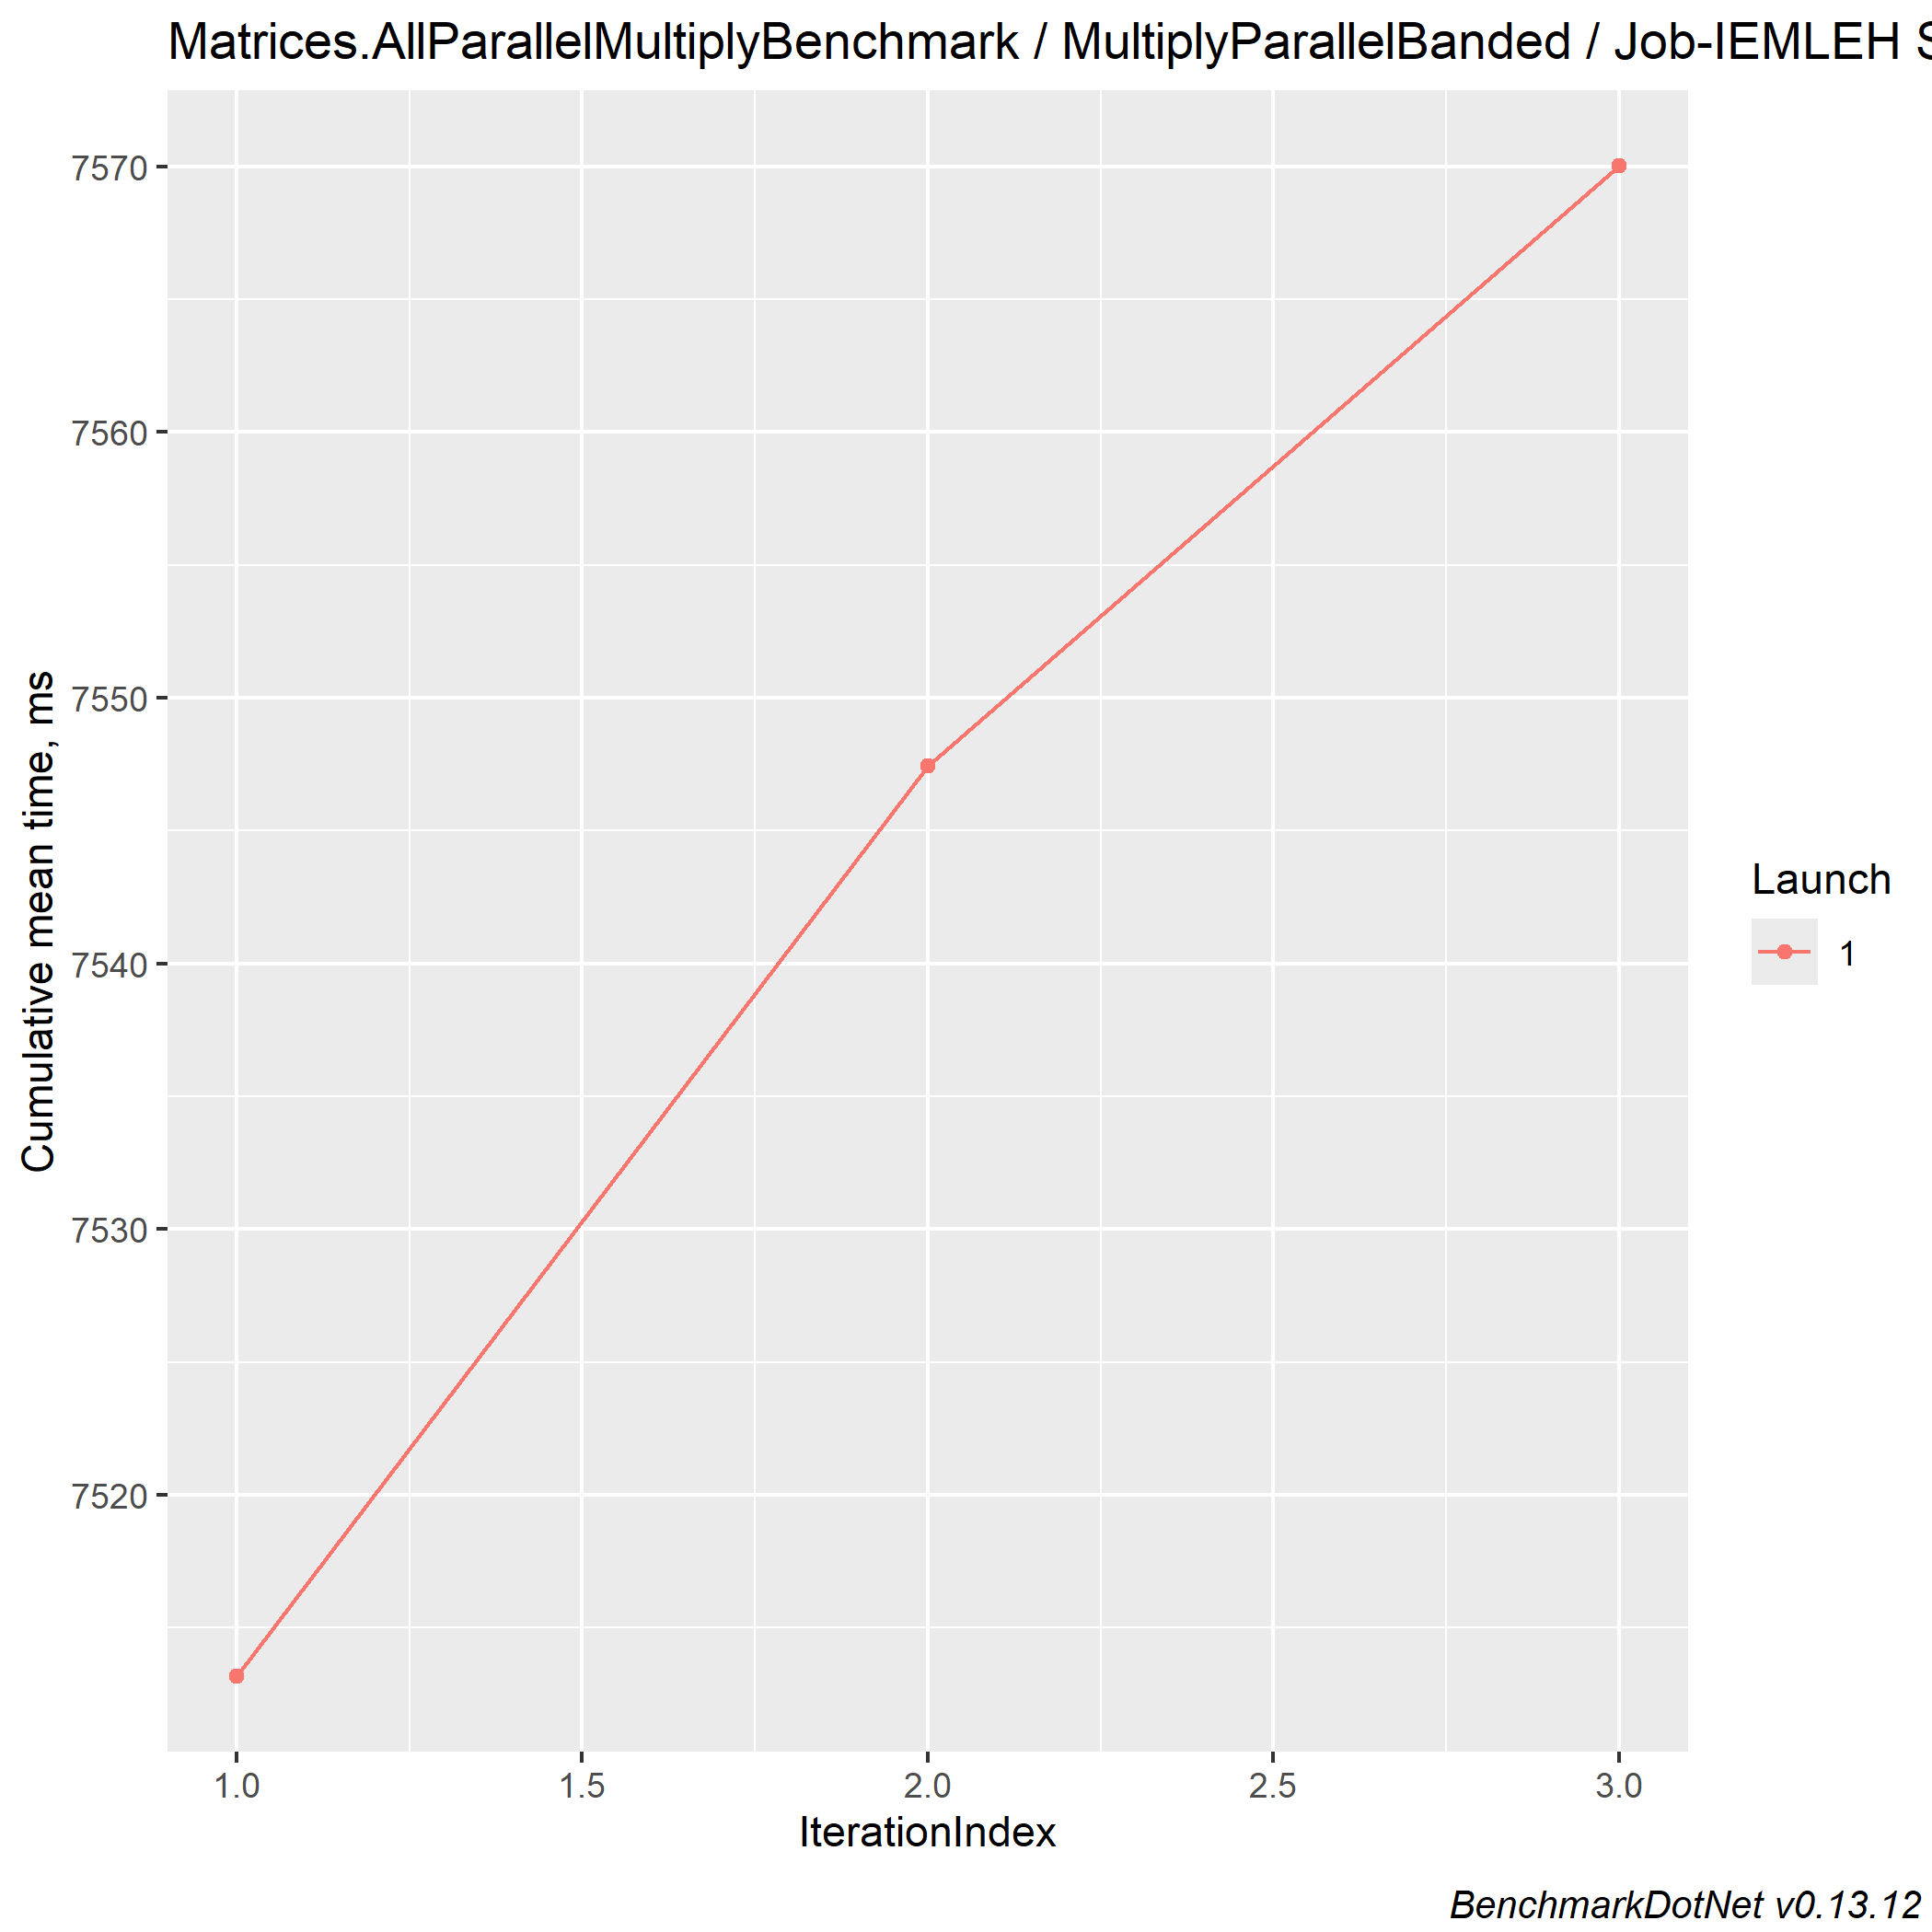 Matrices.AllParallelMultiplyBenchmark / MultiplyParallelBanded / Job-IEMLEH
7570
7560
7550
7540
7530
7520
Cumulative mean time, ms
1.0 1.5 2.0 2.5 3.0
IterationIndex
Launch
1
BenchmarkDotNet v0.13.12